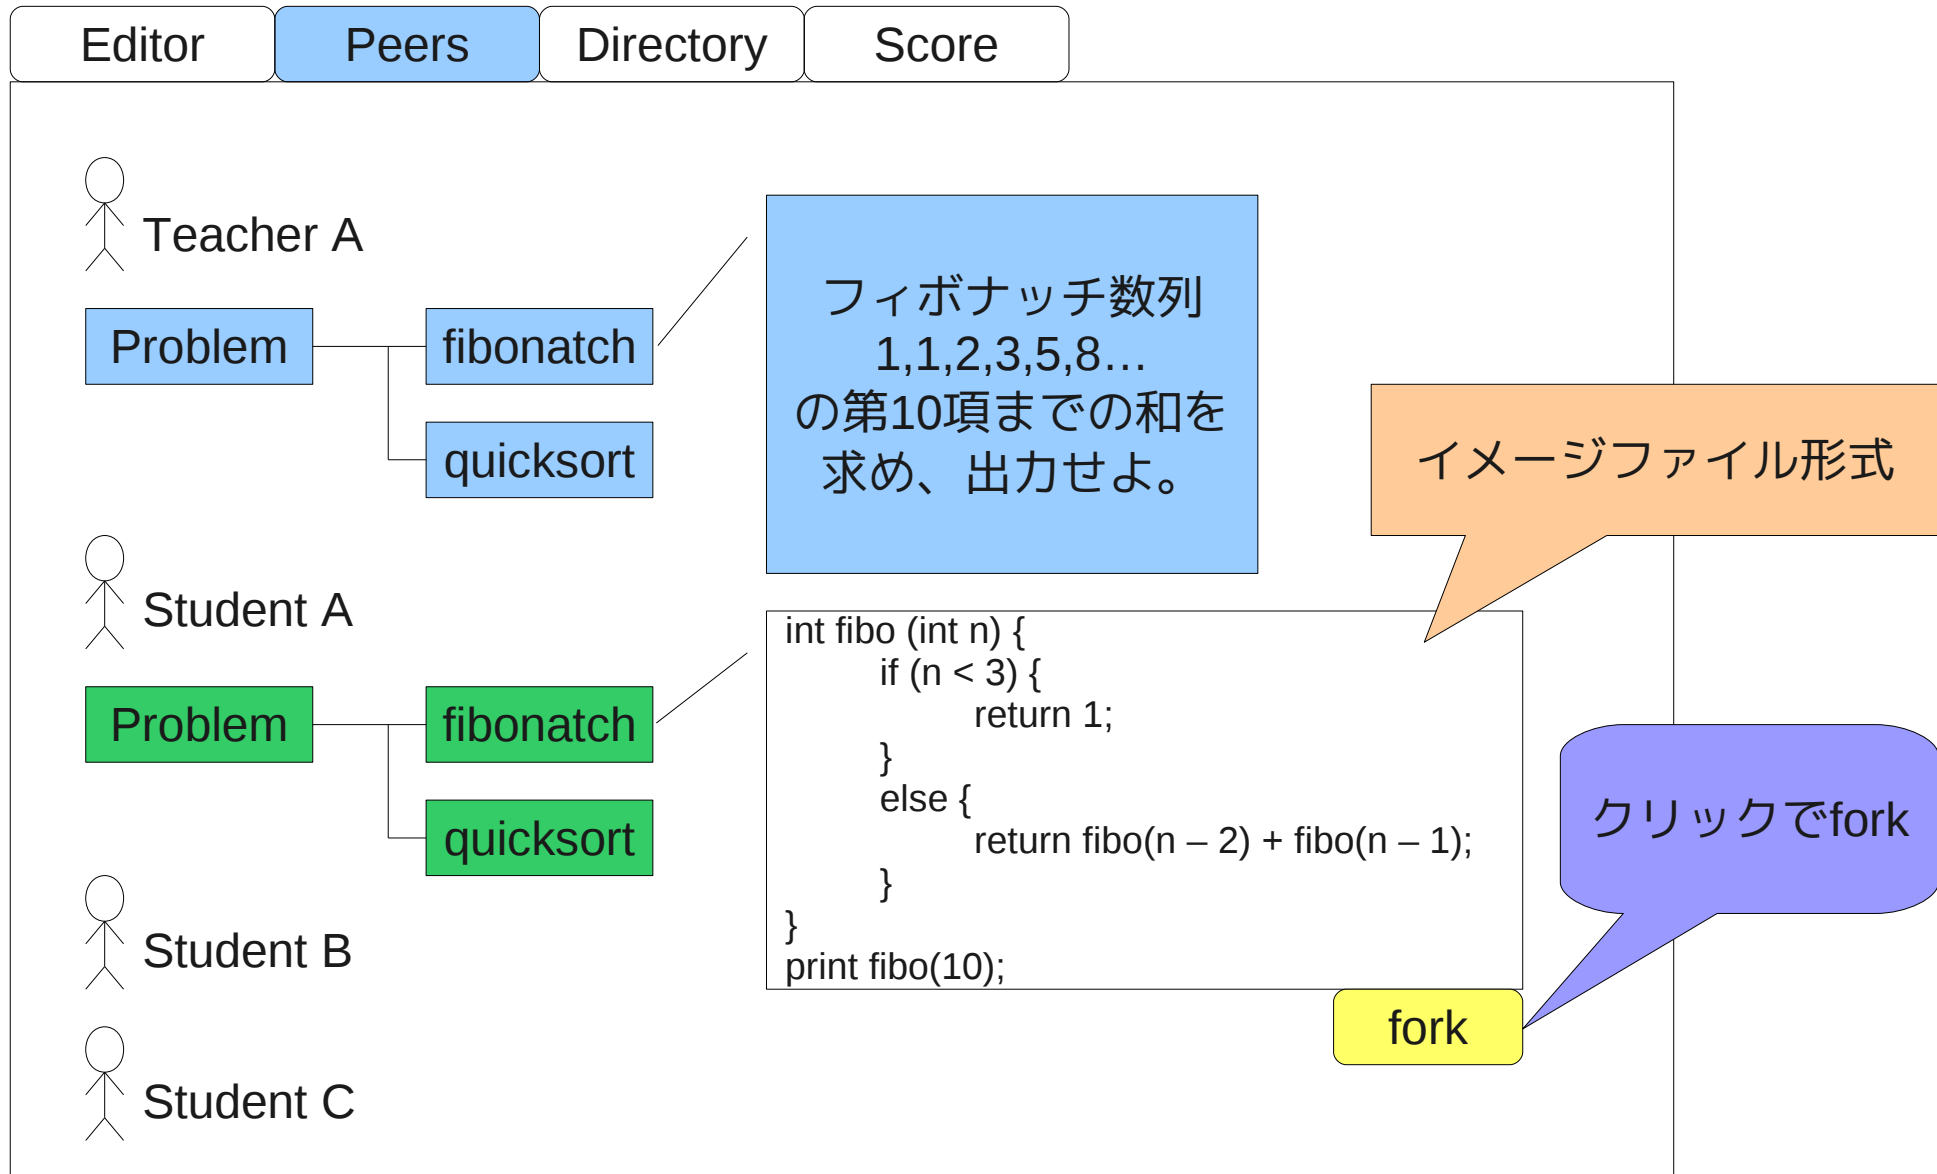 Editor
Peers
Directory
Score
Teacher A
Problem
fibonatch
quicksort
フィボナッチ数列
1,1,2,3,5,8…
の第10項までの和を
求め、出力せよ。
イメージファイル形式
Student A
Problem
fibonatch
quicksort
int fibo (int n) {
if (n < 3) {
return 1;
}
else {
return fibo(n – 2) + fibo(n – 1);
}
}
print fibo(10);
クリックでfork
fork
Student B
Student C